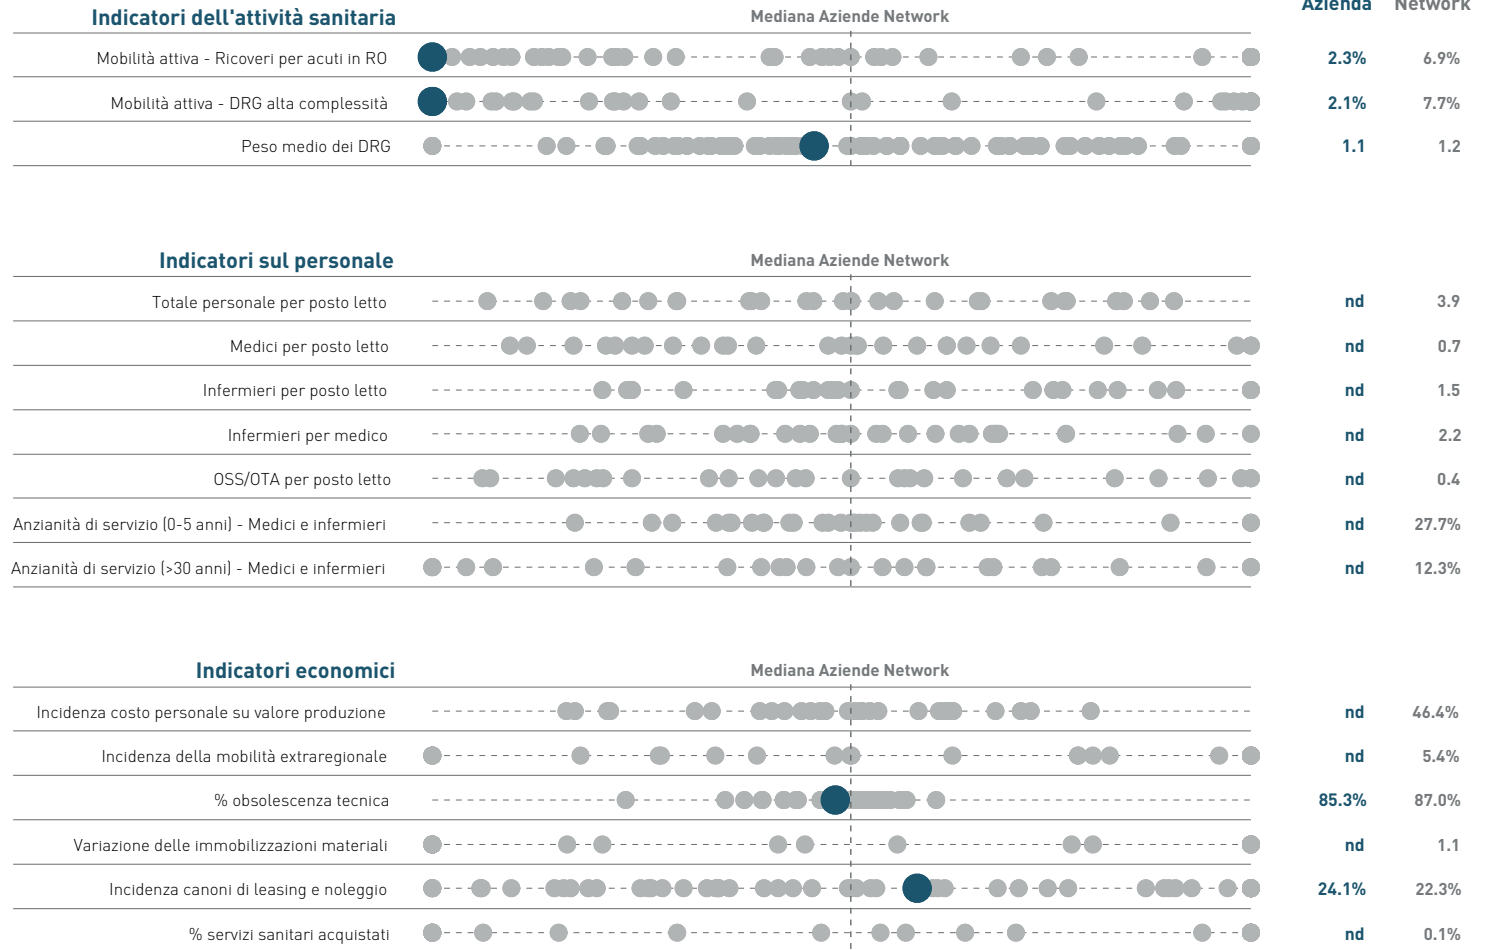 Azienda Network
Indicatori dell'attività sanitaria Mediana Aziende Network
Mobilità attiva - Ricoveri per acuti in RO 2.3% 6.9%
Mobilità attiva - DRG alta complessità 2.1% 7.7%
Peso medio dei DRG 1.1 1.2
Indicatori sul personale Mediana Aziende Network
Totale personale per posto letto nd 3.9
Medici per posto letto nd 0.7
Infermieri per posto letto nd 1.5
Infermieri per medico nd 2.2
OSS/OTA per posto letto nd 0.4
Anzianità di servizio (0-5 anni) - Medici e infermieri nd 27.7%
Anzianità di servizio (>30 anni) - Medici e infermieri nd 12.3%
Indicatori economici Mediana Aziende Network
Incidenza costo personale su valore produzione nd 46.4%
Incidenza della mobilità extraregionale nd 5.4%
% obsolescenza tecnica 85.3% 87.0%
Variazione delle immobilizzazioni materiali nd 1.1
Incidenza canoni di leasing e noleggio 24.1% 22.3%
% servizi sanitari acquistati nd 0.1%